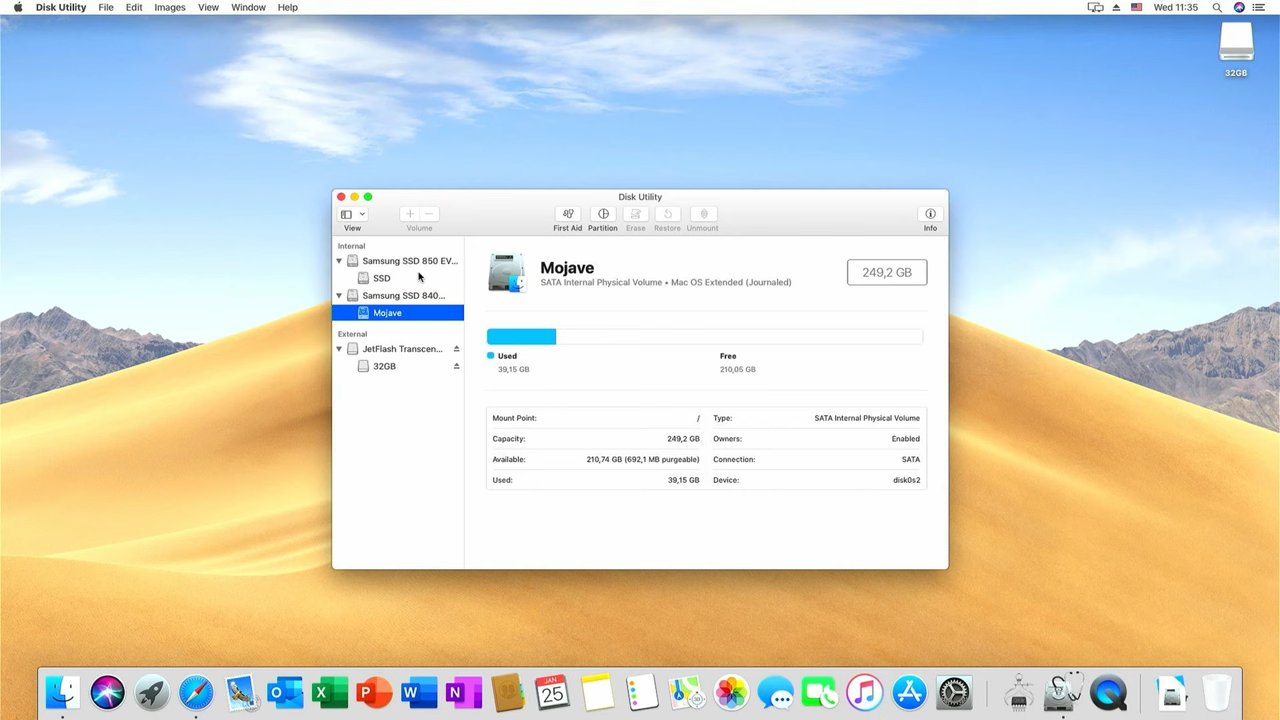 Disk Utility File Edit Images View Window Help Wed 11:35
32GB
Disk Utility
View Volume First Aid Partition Erase Restore Unmount Info
Internal
Samsung SSD 850 EV...
SSD
Samsung SSD 840...
Mojave
External
JetFlash Transcen...
32GB
Mojave
SATA Internal Physical Volume • Mac OS Extended (Journaled)
249,2 GB
Used Free
39,15 GB 210,05 GB
Mount Point: / Type: SATA Internal Physical Volume
Capacity: 249,2 GB Owners: Enabled
Available: 210,74 GB (692,1 MB purgeable) Connection: SATA
Used: 39,15 GB Device: disk0s2
O X P W N JAN
25